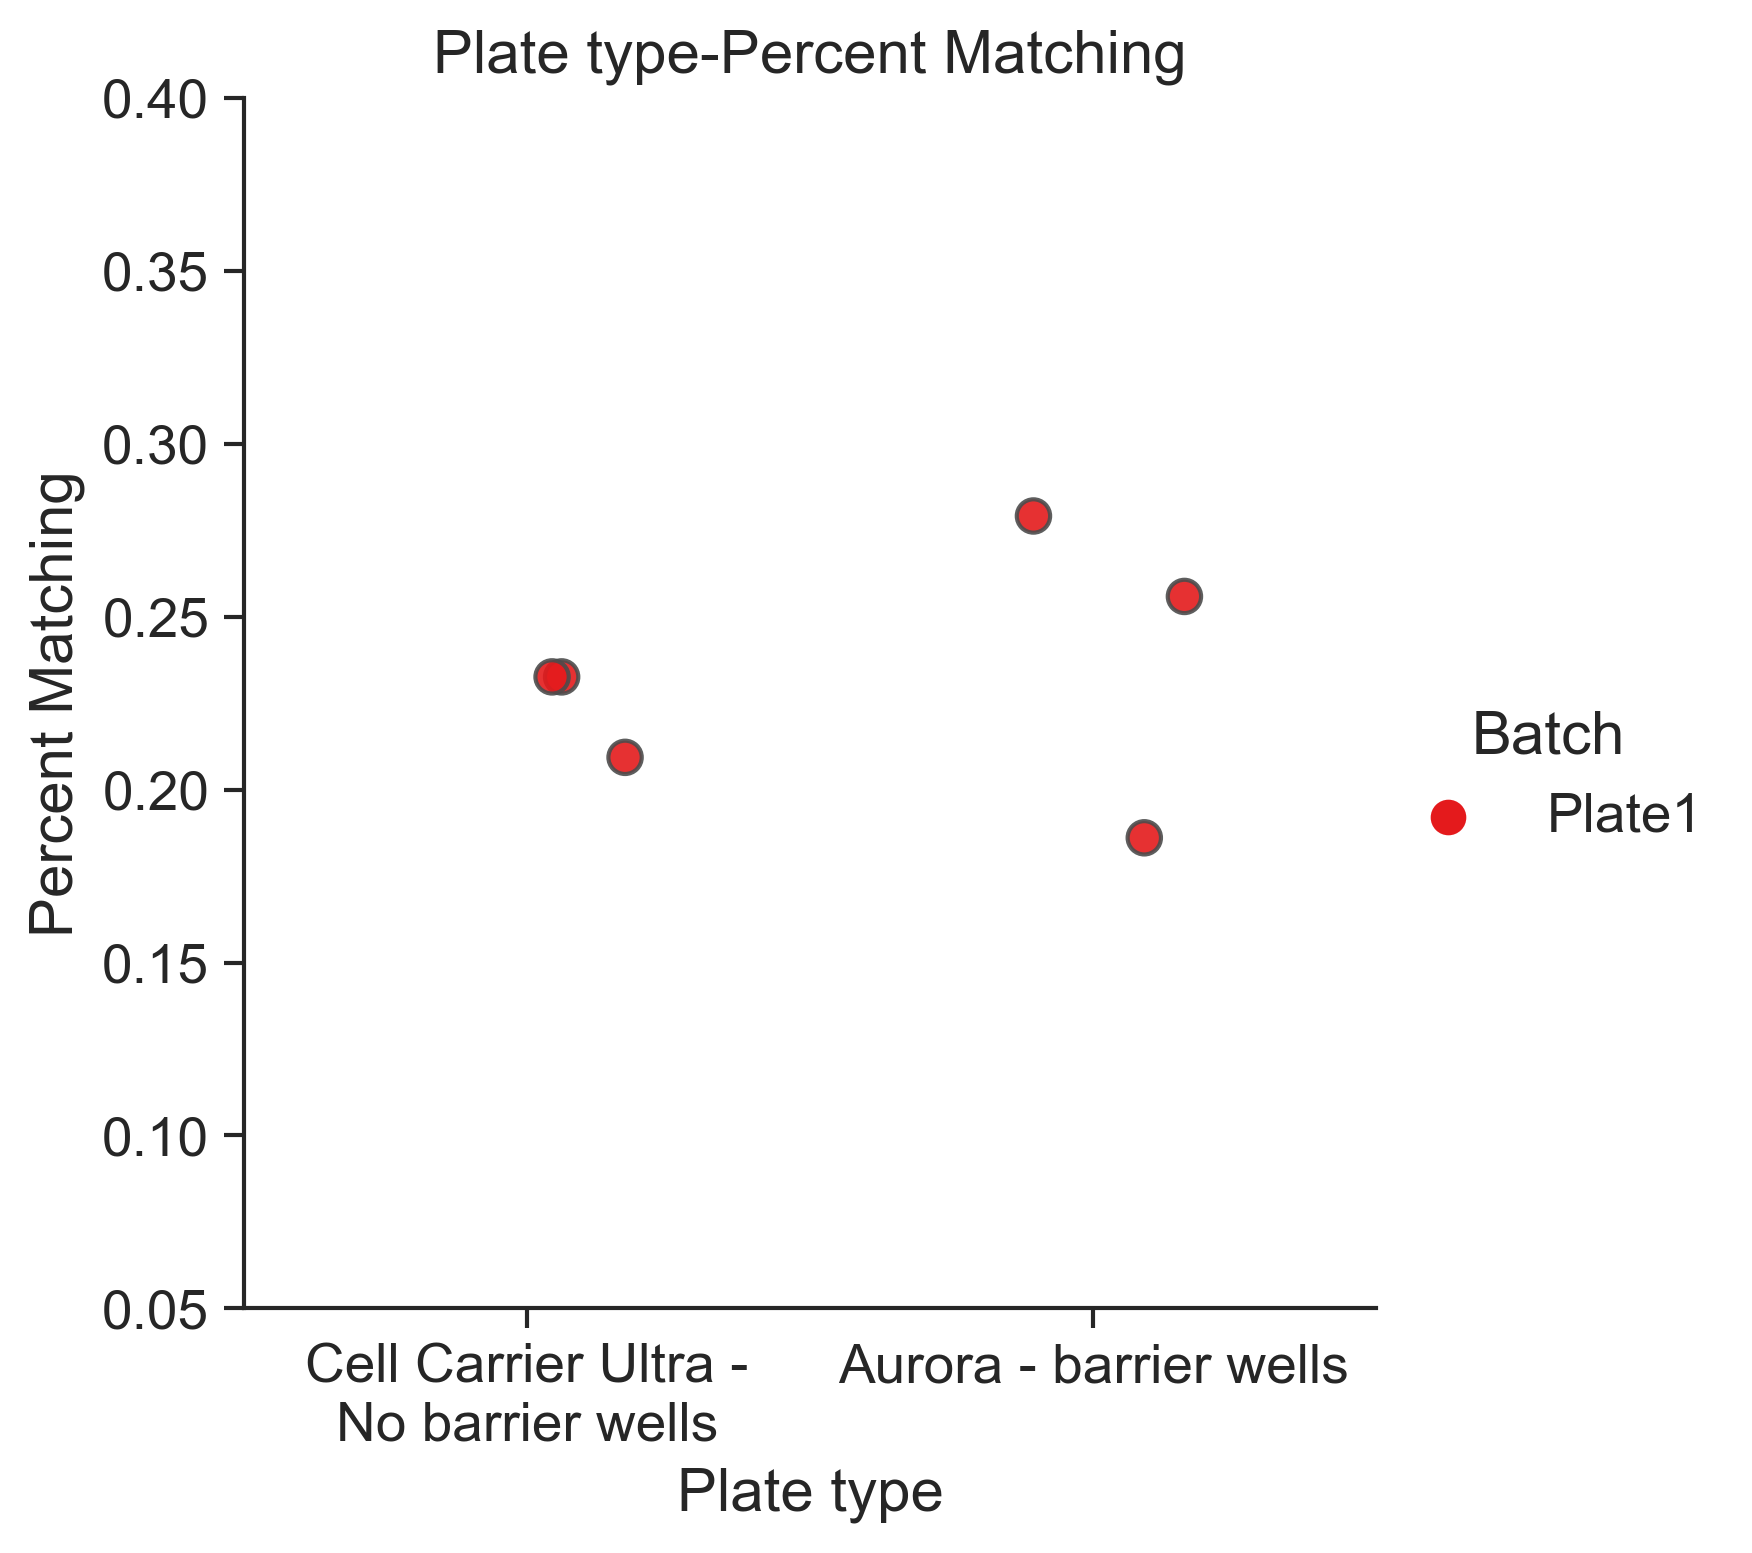 Plate type-Percent Matching
0.40
0.35
0.30
0.25
0.20
0.15
0.10
0.05
Percent Matching
Cell Carrier Ultra -
No barrier wells
Aurora - barrier wells
Plate type
Batch
Plate1